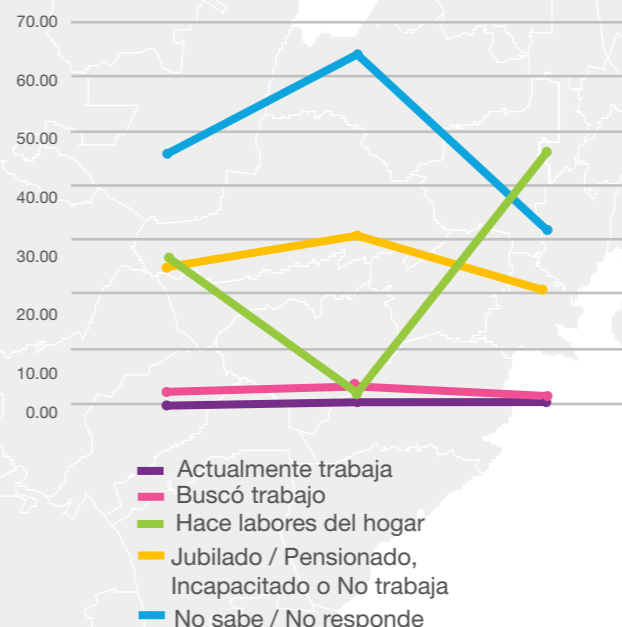 70.00
60.00
50.00
40.00
30.00
20.00
10.00
0.00
Actualmente trabaja
Buscó trabajo
Hace labores del hogar
Jubilado / Pensionado,
Incapacitado o No trabaja
No sabe / No responde